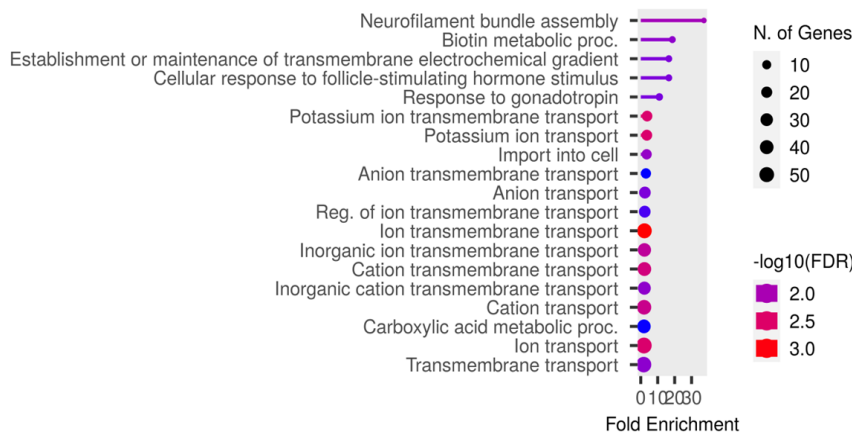 Neurofilament bundle assembly
Biotin metabolic proc.
Establishment or maintenance of transmembrane electrochemical gradient
Cellular response to follicle-stimulating hormone stimulus
Response to gonadotropin
Potassium ion transmembrane transport
Potassium ion transport
Import into cell
Anion transmembrane transport
Anion transport
Reg. of ion transmembrane transport
Ion transmembrane transport
Inorganic ion transmembrane transport
Cation transmembrane transport
Inorganic cation transmembrane transport
Cation transport
Carboxylic acid metabolic proc.
Ion transport
Transmembrane transport
0 10 20 30
Fold Enrichment
N. of Genes
10
20
30
40
50
-log10(FDR)
2.0
2.5
3.0